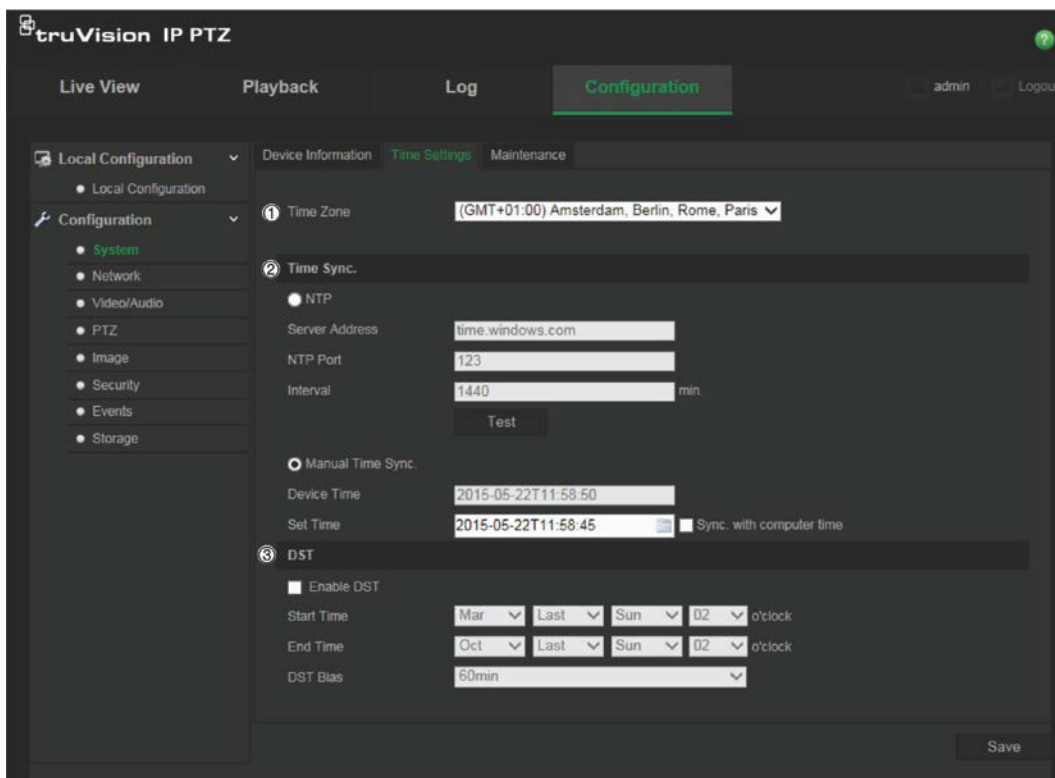 truVision IP PTZ
?
Live View Playback Log Configuration admin Logou
Local Configuration
Local Configuration
Configuration
System
Network
Video/Audio
PTZ
Image
Security
Events
Storage
Device Information Time Settings Maintenance
1 Time Zone (GMT+01:00) Amsterdam, Berlin, Rome, Paris
2 Time Sync.
NTP
Server Address time.windows.com
NTP Port 123
Interval 1440 min.
Test
Manual Time Sync.
Device Time 2015-05-22T11:58:50
Set Time 2015-05-22T11:58:45 Sync. with computer time
3 DST
Enable DST
Start Time Mar Last Sun 02 o'clock
End Time Oct Last Sun 02 o'clock
DST Bias 60min
Save